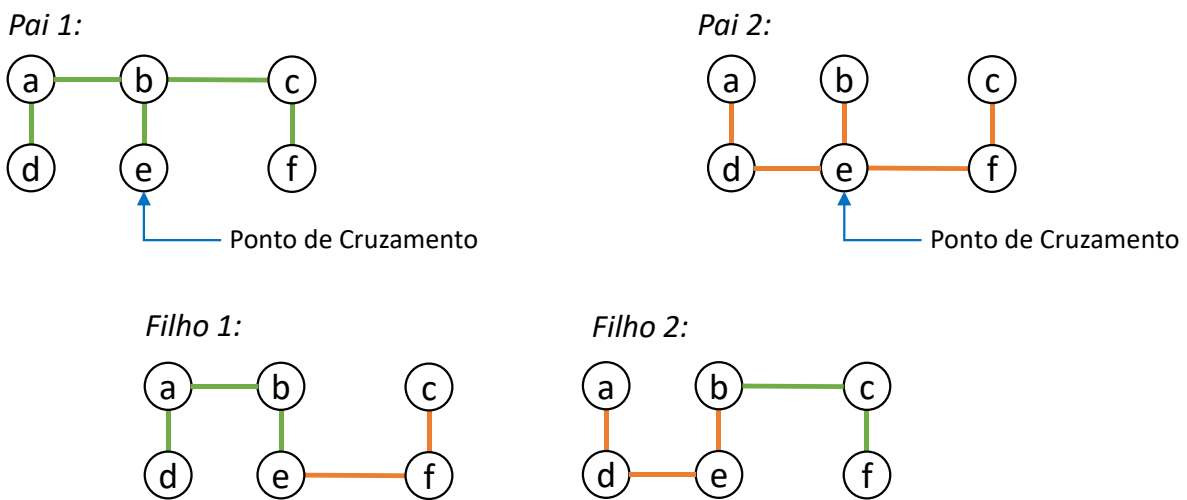 Pai 1:
Pai 2:
a b c
a b c
d e f
d e f
Ponto de Cruzamento
Ponto de Cruzamento
Filho 1:
Filho 2:
a b c
a b c
d e f
d e f